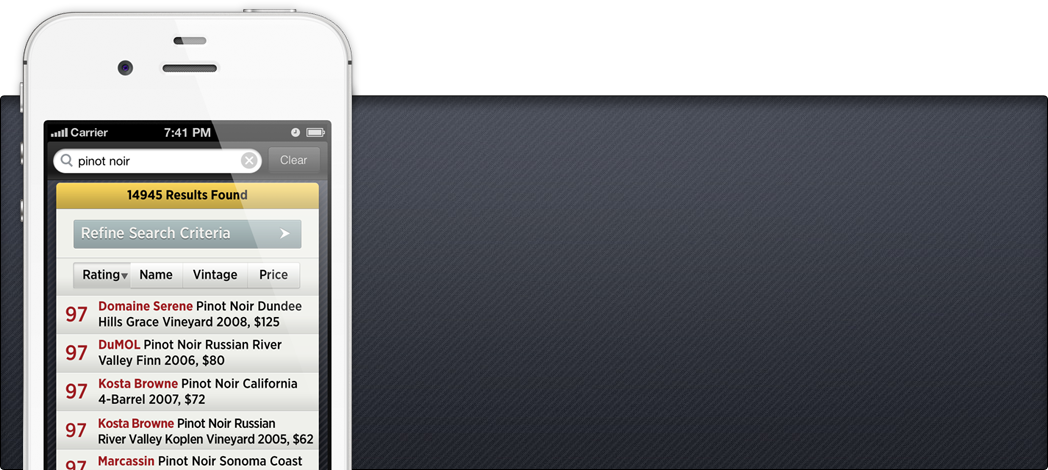 Carrier 7:41 PM
pinot noir Clear
14945 Results Found
Refine Search Criteria
Rating Name Vintage Price
97 Domaine Serene Pinot Noir Dundee
Hills Grace Vineyard 2008, $125
97 DuMOL Pinot Noir Russian River
Valley Finn 2006, $80
97 Kosta Browne Pinot Noir California
4-Barrel 2007, $72
97 Kosta Browne Pinot Noir Russian
River Valley Koplen Vineyard 2005, $62
97 Marcassin Pinot Noir Sonoma Coast